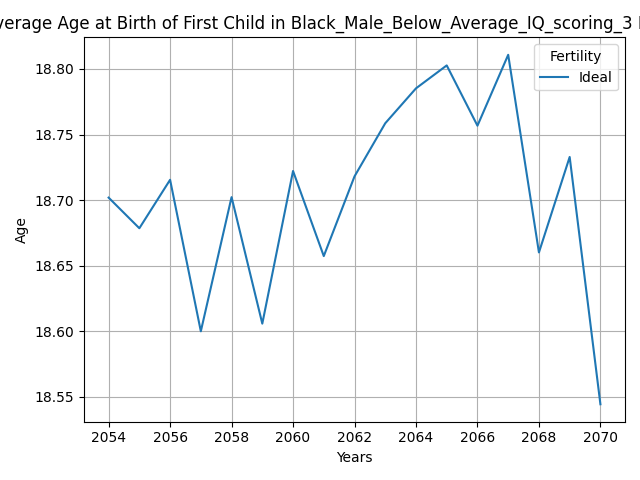 verage Age at Birth of First Child in Black_Male_Below_Average_IQ_scoring_3
Fertility
Ideal
18.80
18.75
18.70
18.65
18.60
18.55
Age
2054 2056 2058 2060 2062 2064 2066 2068 2070
Years